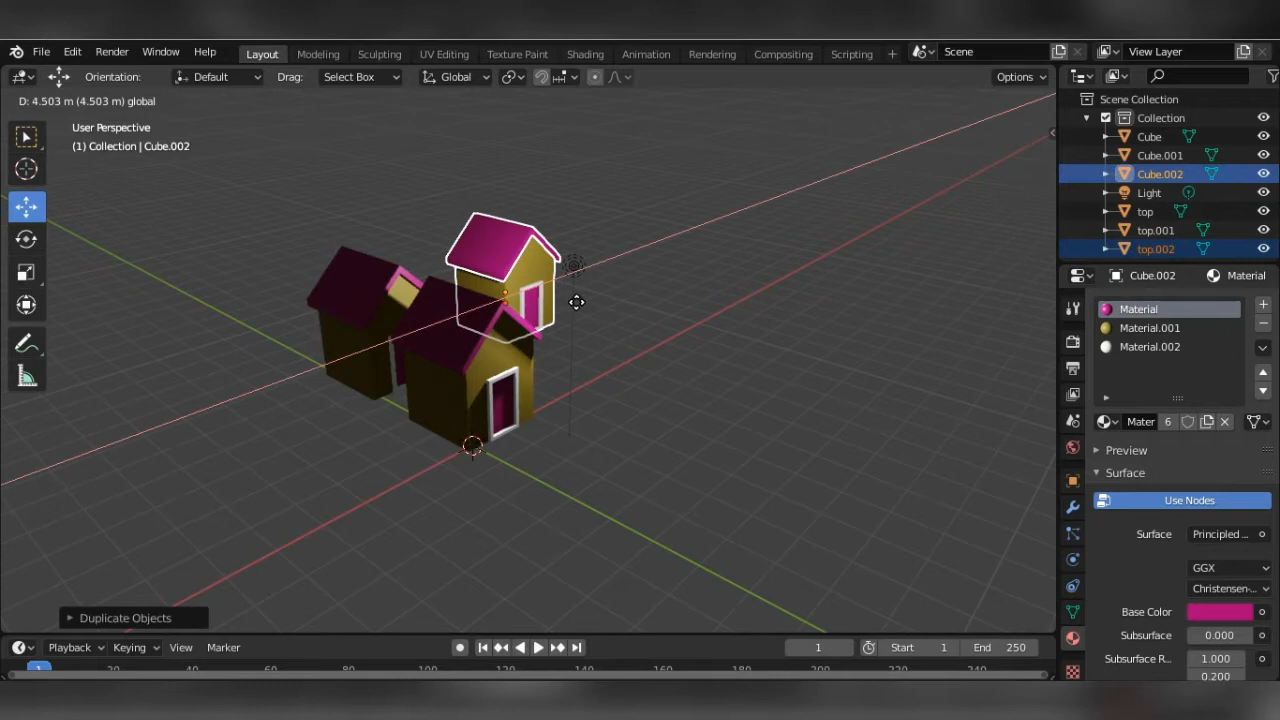 File Edit Render Window Help Layout Modeling Sculpting UV Editing Texture Paint Shading Animation Rendering Compositing Scripting + Scene View Layer
Orientation: Default Drag: Select Box Global Options
D: 4.503 m (4.503 m) global
User Perspective
(1) Collection | Cube.002
Scene Collection
Collection
Cube
Cube.001
Cube.002
Light
top
top.001
top.002
Cube.002 Material
Material
Material.001
Material.002
Mater 6
Preview
Surface
Use Nodes
Surface Principled ...
GGX
Christensen-...
Base Color
Subsurface 0.000
Subsurface R... 1.000
0.200
Duplicate Objects
Playback Keying View Marker 1 Start 1 End 250
1 20 40 60 80 100 120 140 160 180 200 220 240